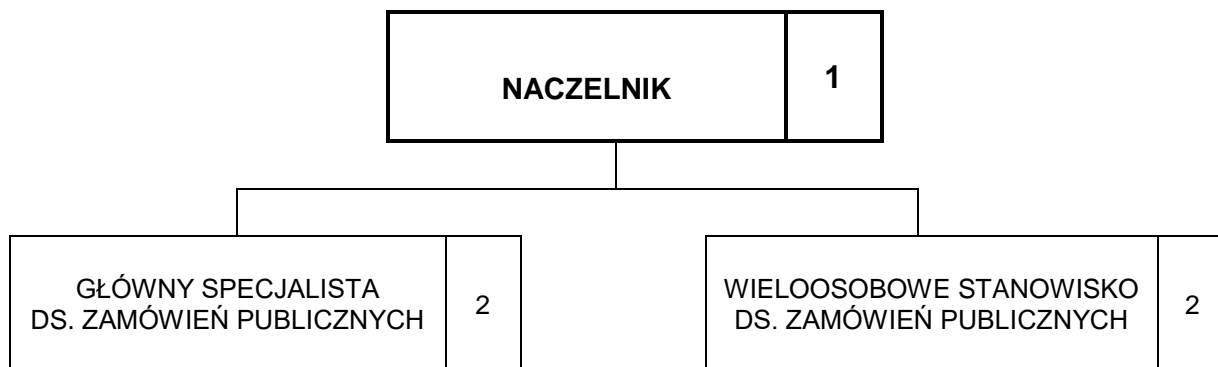 NACZELNIK
1
GŁÓWNY SPECJALISTA
DS. ZAMÓWIEŃ PUBLICZNYCH
2
WIELOOSOBOWE STANOWISKO
DS. ZAMÓWIEŃ PUBLICZNYCH
2